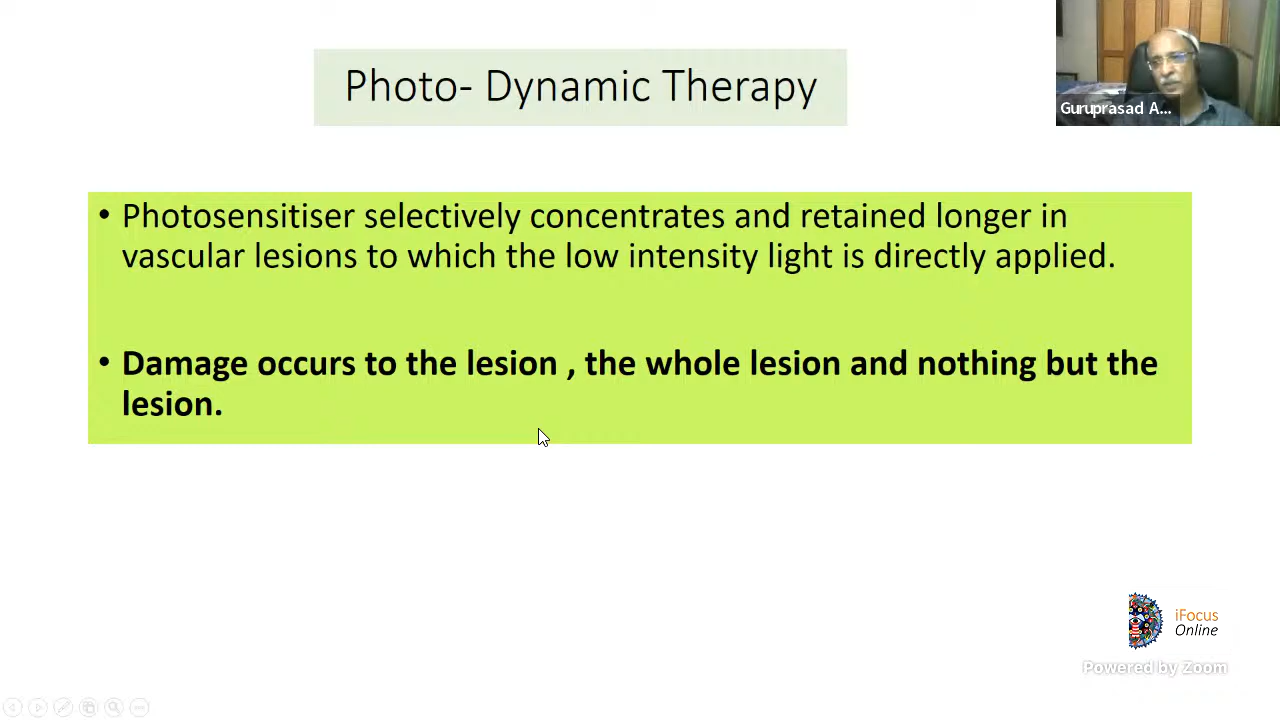 Photo- Dynamic Therapy
Guruprasad A...
• Photosensitiser selectively concentrates and retained longer in
vascular lesions to which the low intensity light is directly applied.
• Damage occurs to the lesion , the whole lesion and nothing but the
lesion.
iFocus
Online
Powered by Zoom